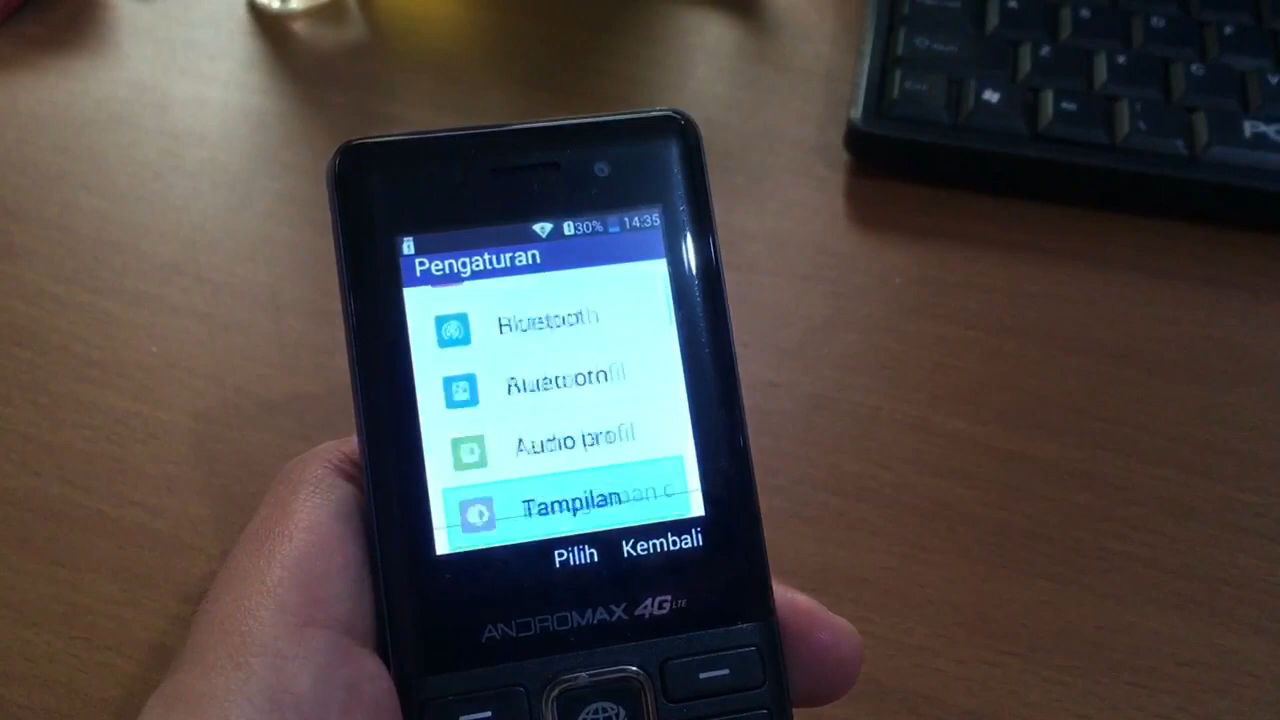 30% 14:35
Pengaturan
Bluetooth
Audio profil
Tampilan
Pilih Kembali
ANDROMAX 4G LTE